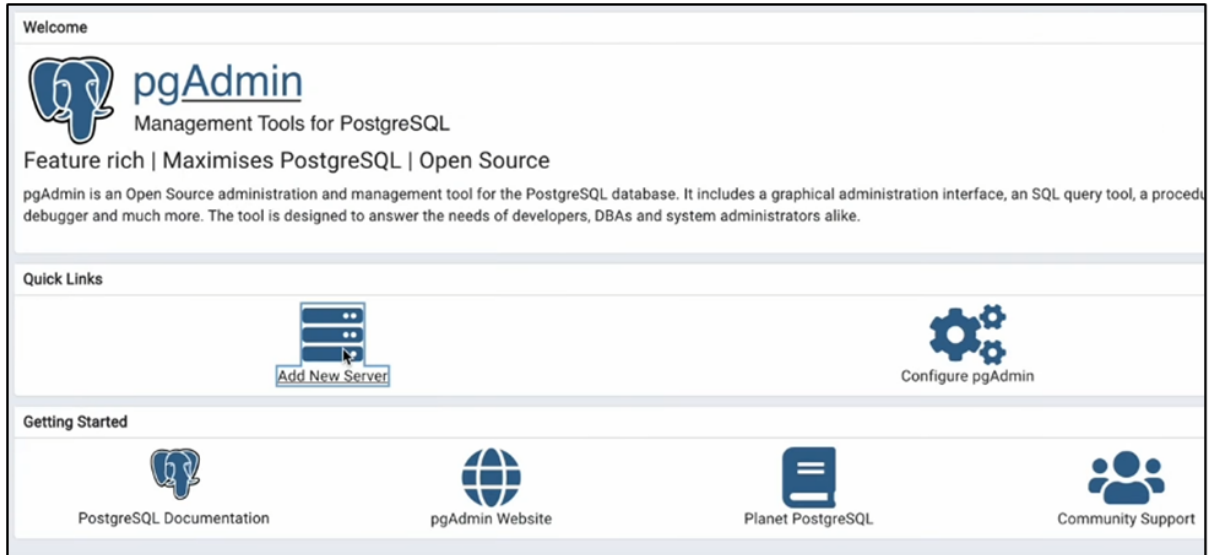 Welcome
pgAdmin
Management Tools for PostgreSQL
Feature rich | Maximises PostgreSQL | Open Source
pgAdmin is an Open Source administration and management tool for the PostgreSQL database. It includes a graphical administration interface, an SQL query tool, a procedu
debugger and much more. The tool is designed to answer the needs of developers, DBAs and system administrators alike.
Quick Links
Add New Server
Configure pgAdmin
Getting Started
PostgreSQL Documentation
pgAdmin Website
Planet PostgreSQL
Community Support